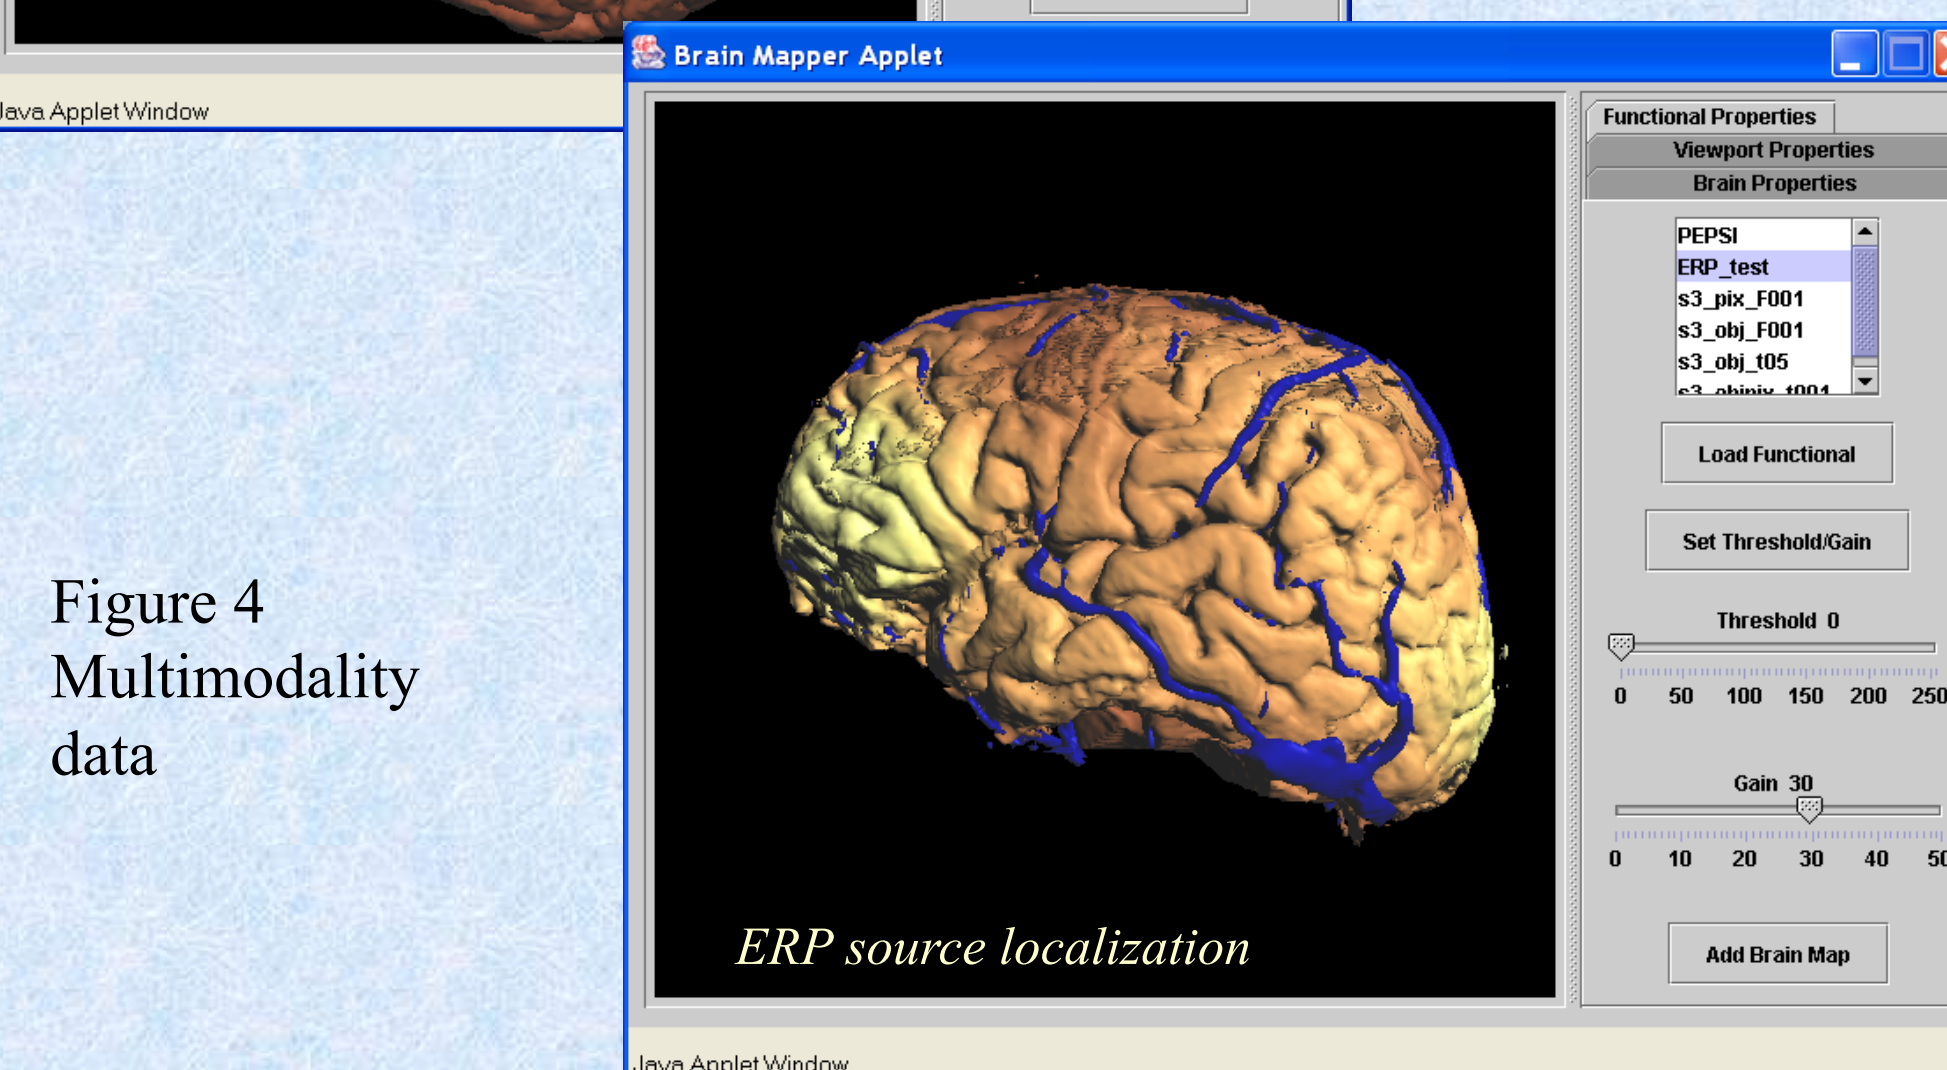 Java Applet Window
Brain Mapper Applet
Functional Properties
Viewport Properties
Brain Properties
PEPSI
ERP_test
s3_pix_F001
s3_obj_F001
s3_obj_t05
s3_objpix_t001
Load Functional
Set Threshold/Gain
Threshold 0
0 50 100 150 200 250
Gain 30
0 10 20 30 40 50
Add Brain Map
Figure 4
Multimodality
data
ERP source localization
Java Applet Window